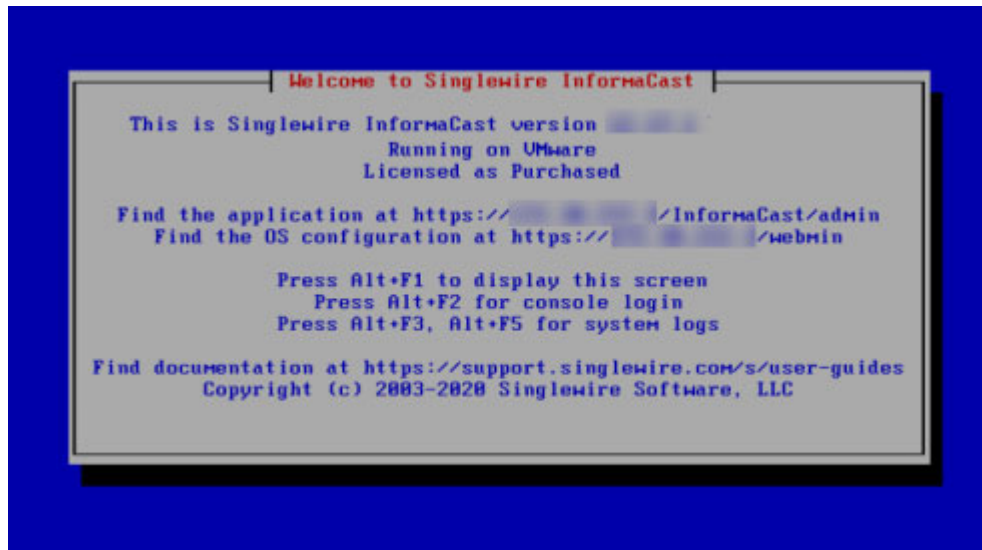 Welcome to Singlewire InformaCast
This is Singlewire InformaCast version
Running on VMware
Licensed as Purchased
Find the application at https:// /InformaCast/admin
Find the OS configuration at https:// /webmin
Press Alt+F1 to display this screen
Press Alt+F2 for console login
Press Alt+F3, Alt+F5 for system logs
Find documentation at https://support.singlewire.com/s/user-guides
Copyright (c) 2003-2020 Singlewire Software, LLC